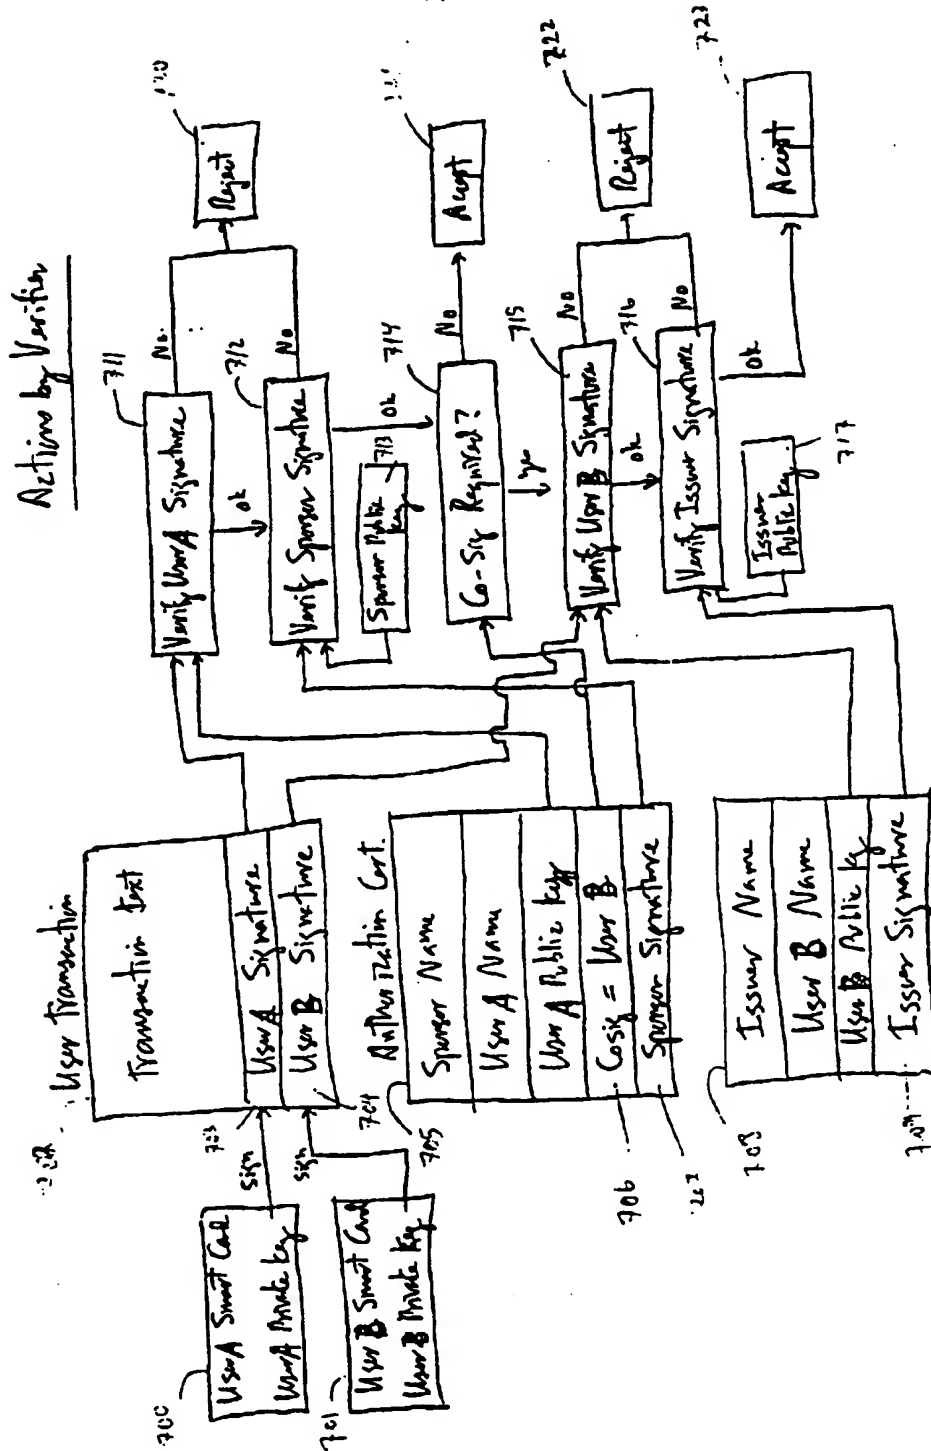 Actions by Verifier
User Transaction
Transaction Text
User A Signature
User B Signature
700
User A Smart Card
User A Private Key
701
User B Smart Card
User B Private Key
Sign
Sign
703
704
Authorization Cert.
Sponsor Name
User A Name
User A Public Key
Cosig = User B
Sponsor Signature
705
706
Issuer Name
User B Name
User B Public Key
Issuer Signature
708
709
711
Verify User A Signature
No.
ok
712
Verify Sponsor Signature
No
ok
713
Sponsor Public
Key
714
Co-Sig Required?
No
yes
715
Verify User B Signature
No
ok
716
Verify Issuer Signature
No
ok
Issuer
Public Key
717
Reject
Accept
722
Reject
723
Accept